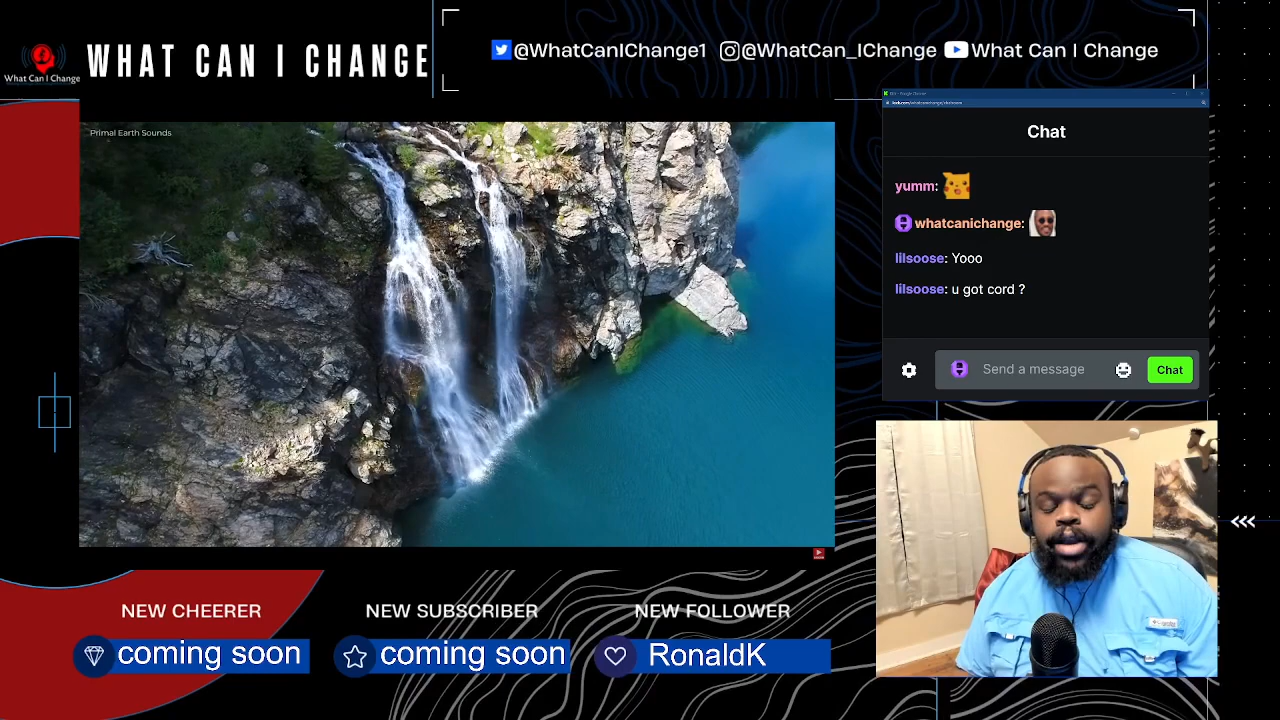 What Can I Change
WHAT CAN I CHANGE
@WhatCanIChange1 @WhatCan_IChange What Can I Change
Primal Earth Sounds
Chat
yumm:
whatcanichange:
lilsoose: Yooo
lilsoose: u got cord ?
Send a message
Chat
NEW CHEERER
NEW SUBSCRIBER
NEW FOLLOWER
coming soon
coming soon
RonaldK